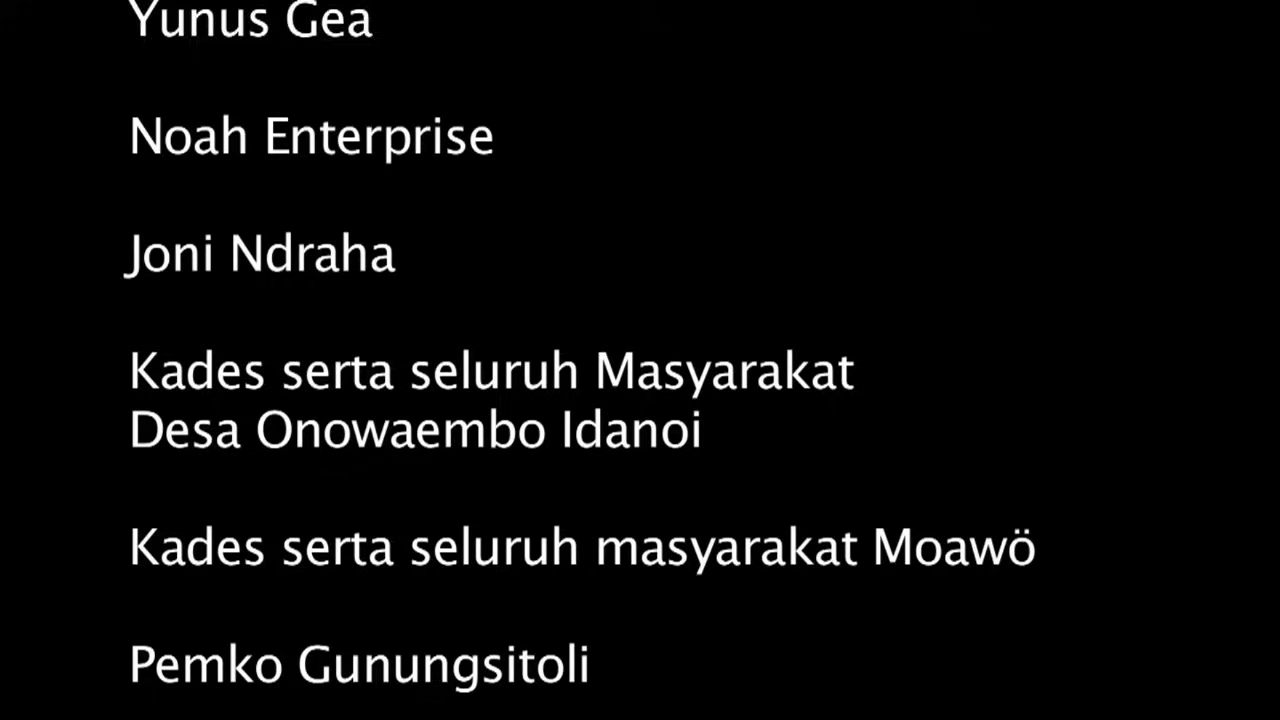 Yunus Gea
Noah Enterprise
Joni Ndraha
Kades serta seluruh Masyarakat
Desa Onowaembo Idanoi
Kades serta seluruh masyarakat Moawö
Pemko Gunungsitoli